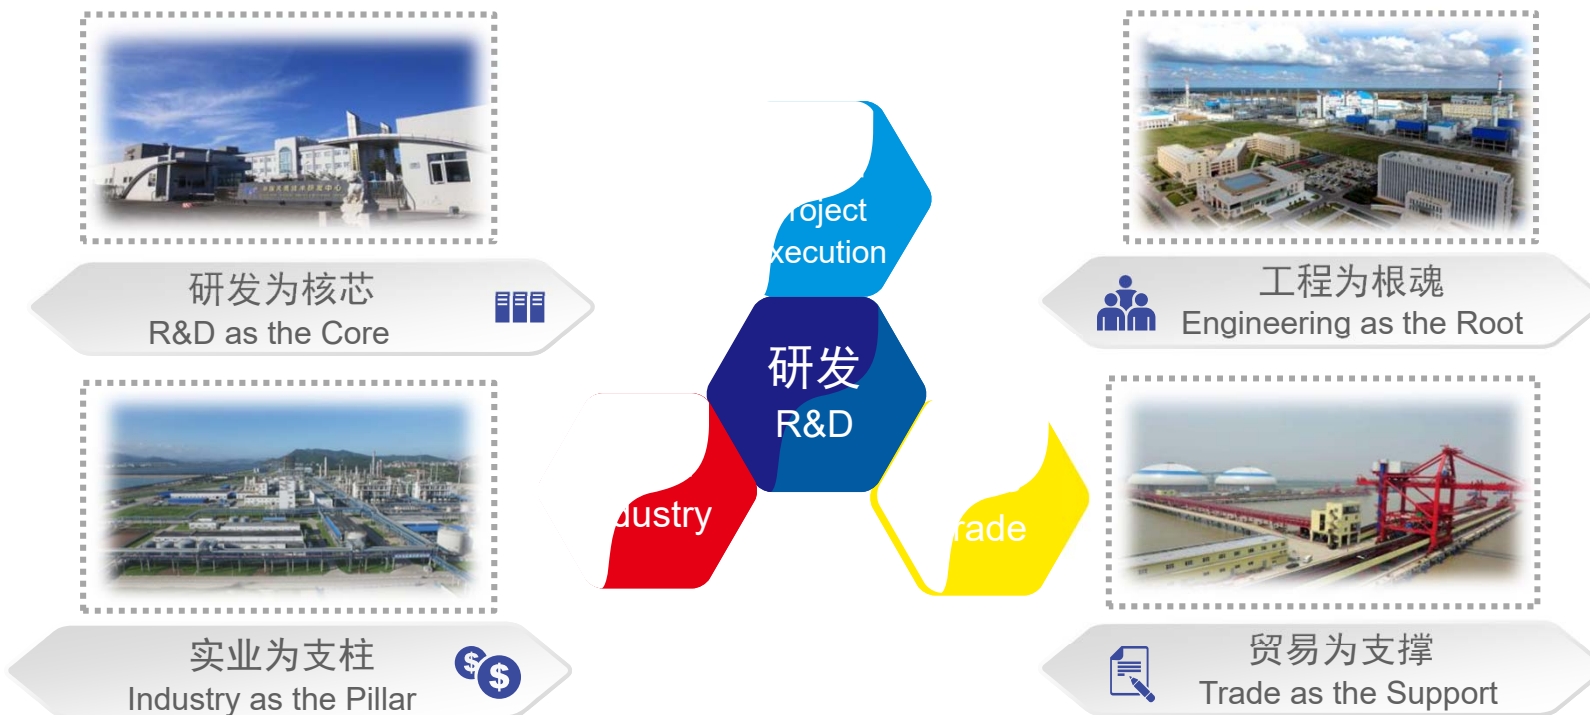 研发为核芯
R&D as the Core
roject
xecution
工程为根魂
Engineering as the Root
研发
R&D
dustry
rade
实业为支柱
Industry as the Pillar
贸易为支撑
Trade as the Support